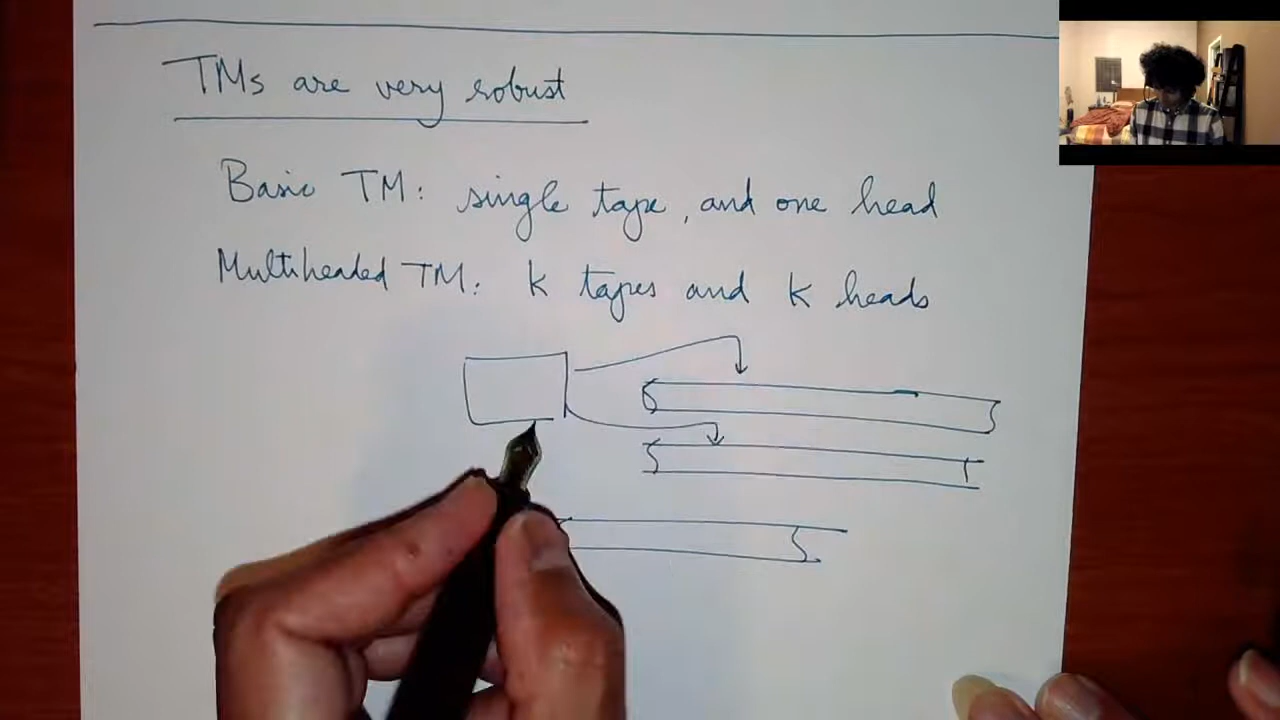 TMs are very robust
Basic TM: single tape, and one head
Multiheaded TM: k tapes and k heads